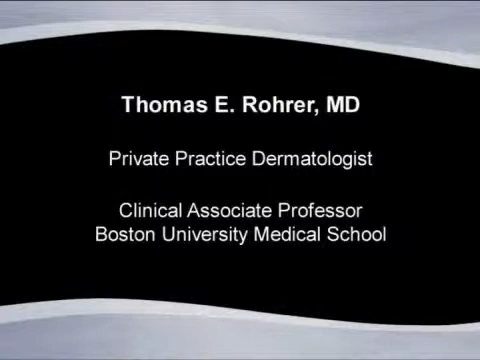 Thomas E. Rohrer, MD
Private Practice Dermatologist
Clinical Associate Professor
Boston University Medical School